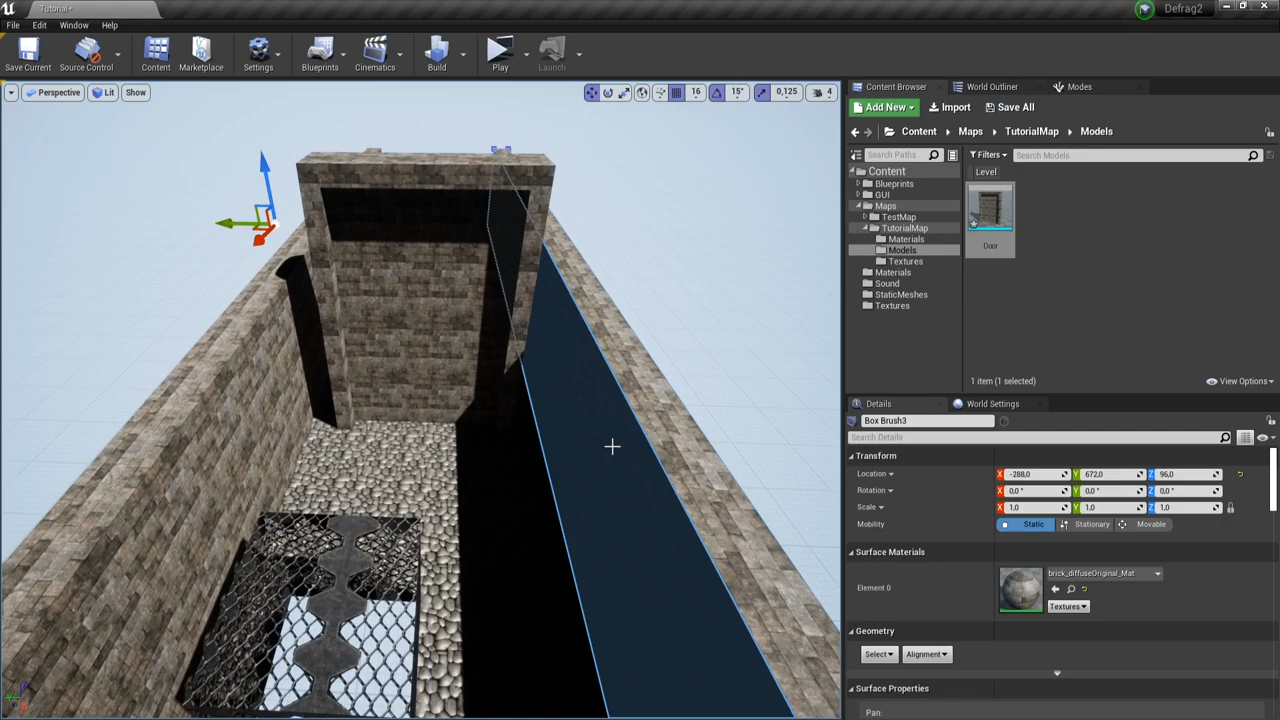 Tutorial*
Defrag2
File Edit Window Help
Save Current Source Control Content Marketplace Settings Blueprints Cinematics Build Play Launch
Perspective Lit Show 16 15° 0,125 4
Content Browser World Outliner Modes
Add New Import Save All
Content Maps TutorialMap Models
Search Paths Filters Search Models
Content
Blueprints
GUI
Maps
TestMap
TutorialMap
Materials
Models
Textures
Materials
Sound
StaticMeshes
Textures
Level
Door
1 item (1 selected) View Options
Details World Settings
Box Brush3
Search Details
Transform
Location X -288,0 Y 672,0 Z 96,0
Rotation X 0,0 ° Y 0,0 ° Z 0,0 °
Scale X 1,0 Y 1,0 Z 1,0
Mobility Static Stationary Movable
Surface Materials
Element 0 brick_diffuseOriginal_Mat
Textures
Geometry
Select Alignment
Surface Properties
Pan: